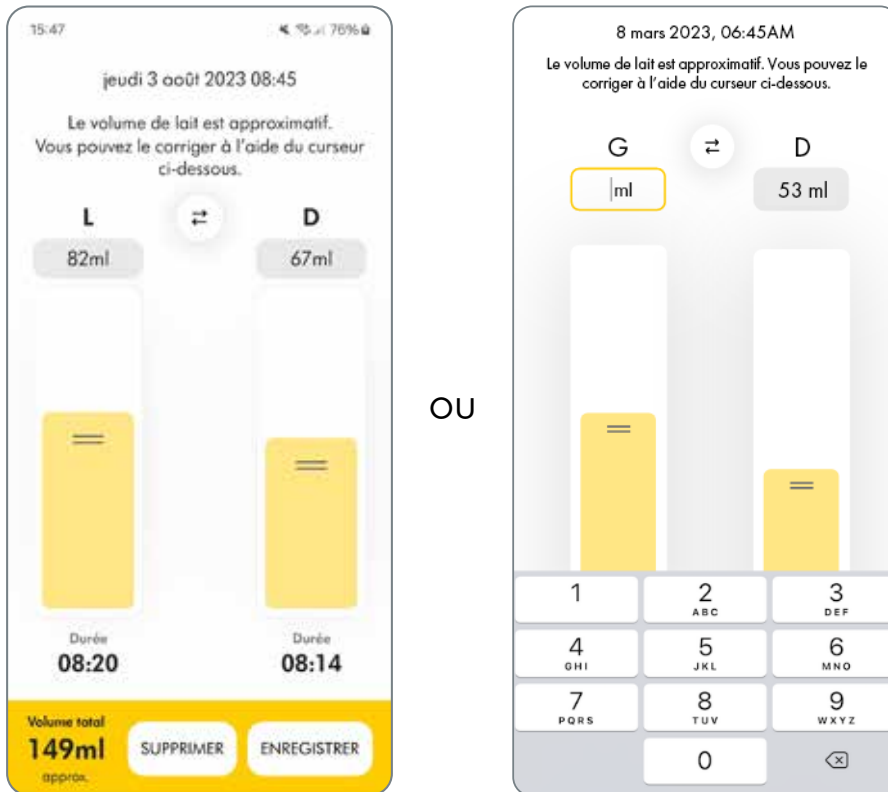 15:47 76%
jeudi 3 août 2023 08:45
Le volume de lait est approximatif.
Vous pouvez le corriger à l'aide du curseur
ci-dessous.
L D
82ml 67ml
Durée Durée
08:20 08:14
Volume total
149ml
approx.
SUPPRIMER ENREGISTRER
OU
8 mars 2023, 06:45AM
Le volume de lait est approximatif. Vous pouvez le
corriger à l'aide du curseur ci-dessous.
G D
ml 53 ml
1 2 3
ABC DEF
4 5 6
GHI JKL MNO
7 8 9
PQRS TUV WXYZ
0